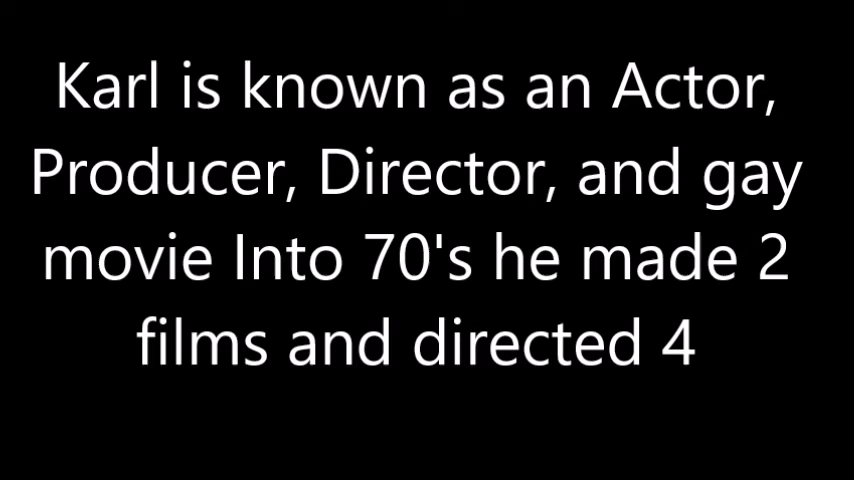 Karl is known as an Actor,
Producer, Director, and gay
movie Into 70's he made 2
films and directed 4